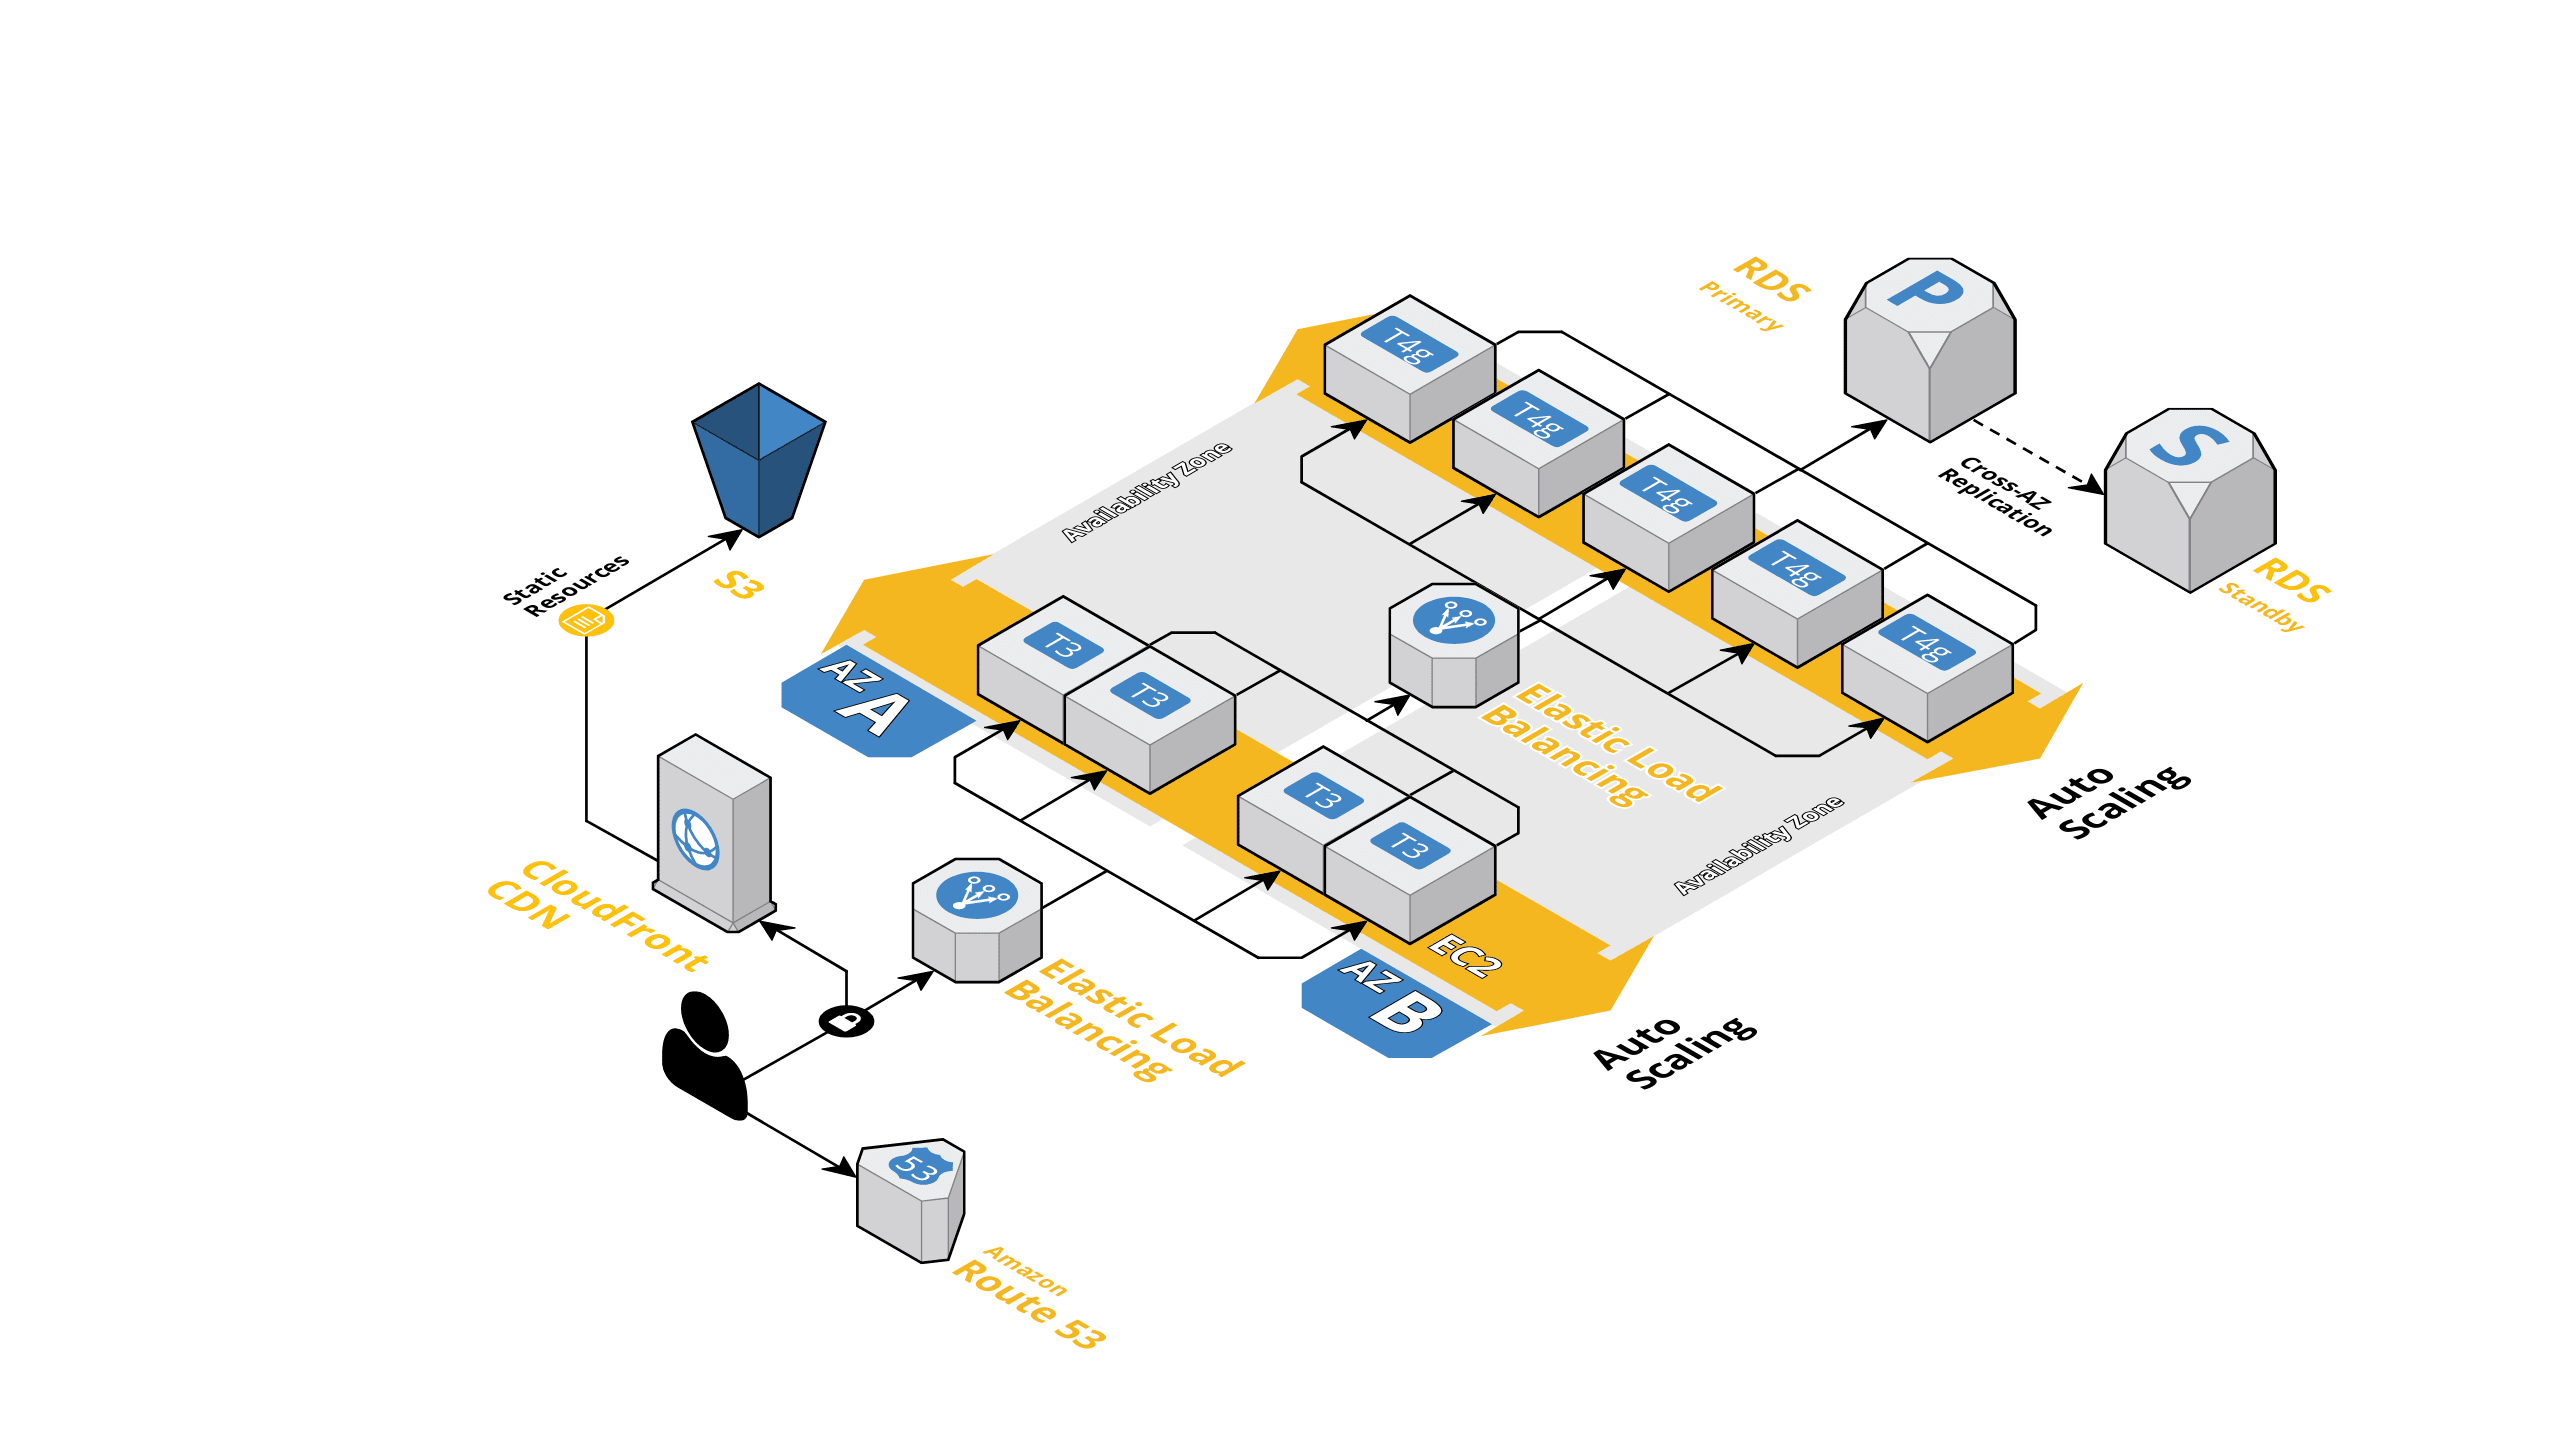 RDS
Primary
P
T4g
T4g
T4g
T4g
T4g
S
Cross-AZ
Replication
RDS
Standby
Availability Zone
Static
Resources
S3
T3
T3
T3
T3
AZ A
Elastic Load
Balancing
Availability Zone
Auto
Scaling
CloudFront
CDN
EC2
AZ B
Elastic Load
Balancing
Auto
Scaling
53
Amazon
Route 53